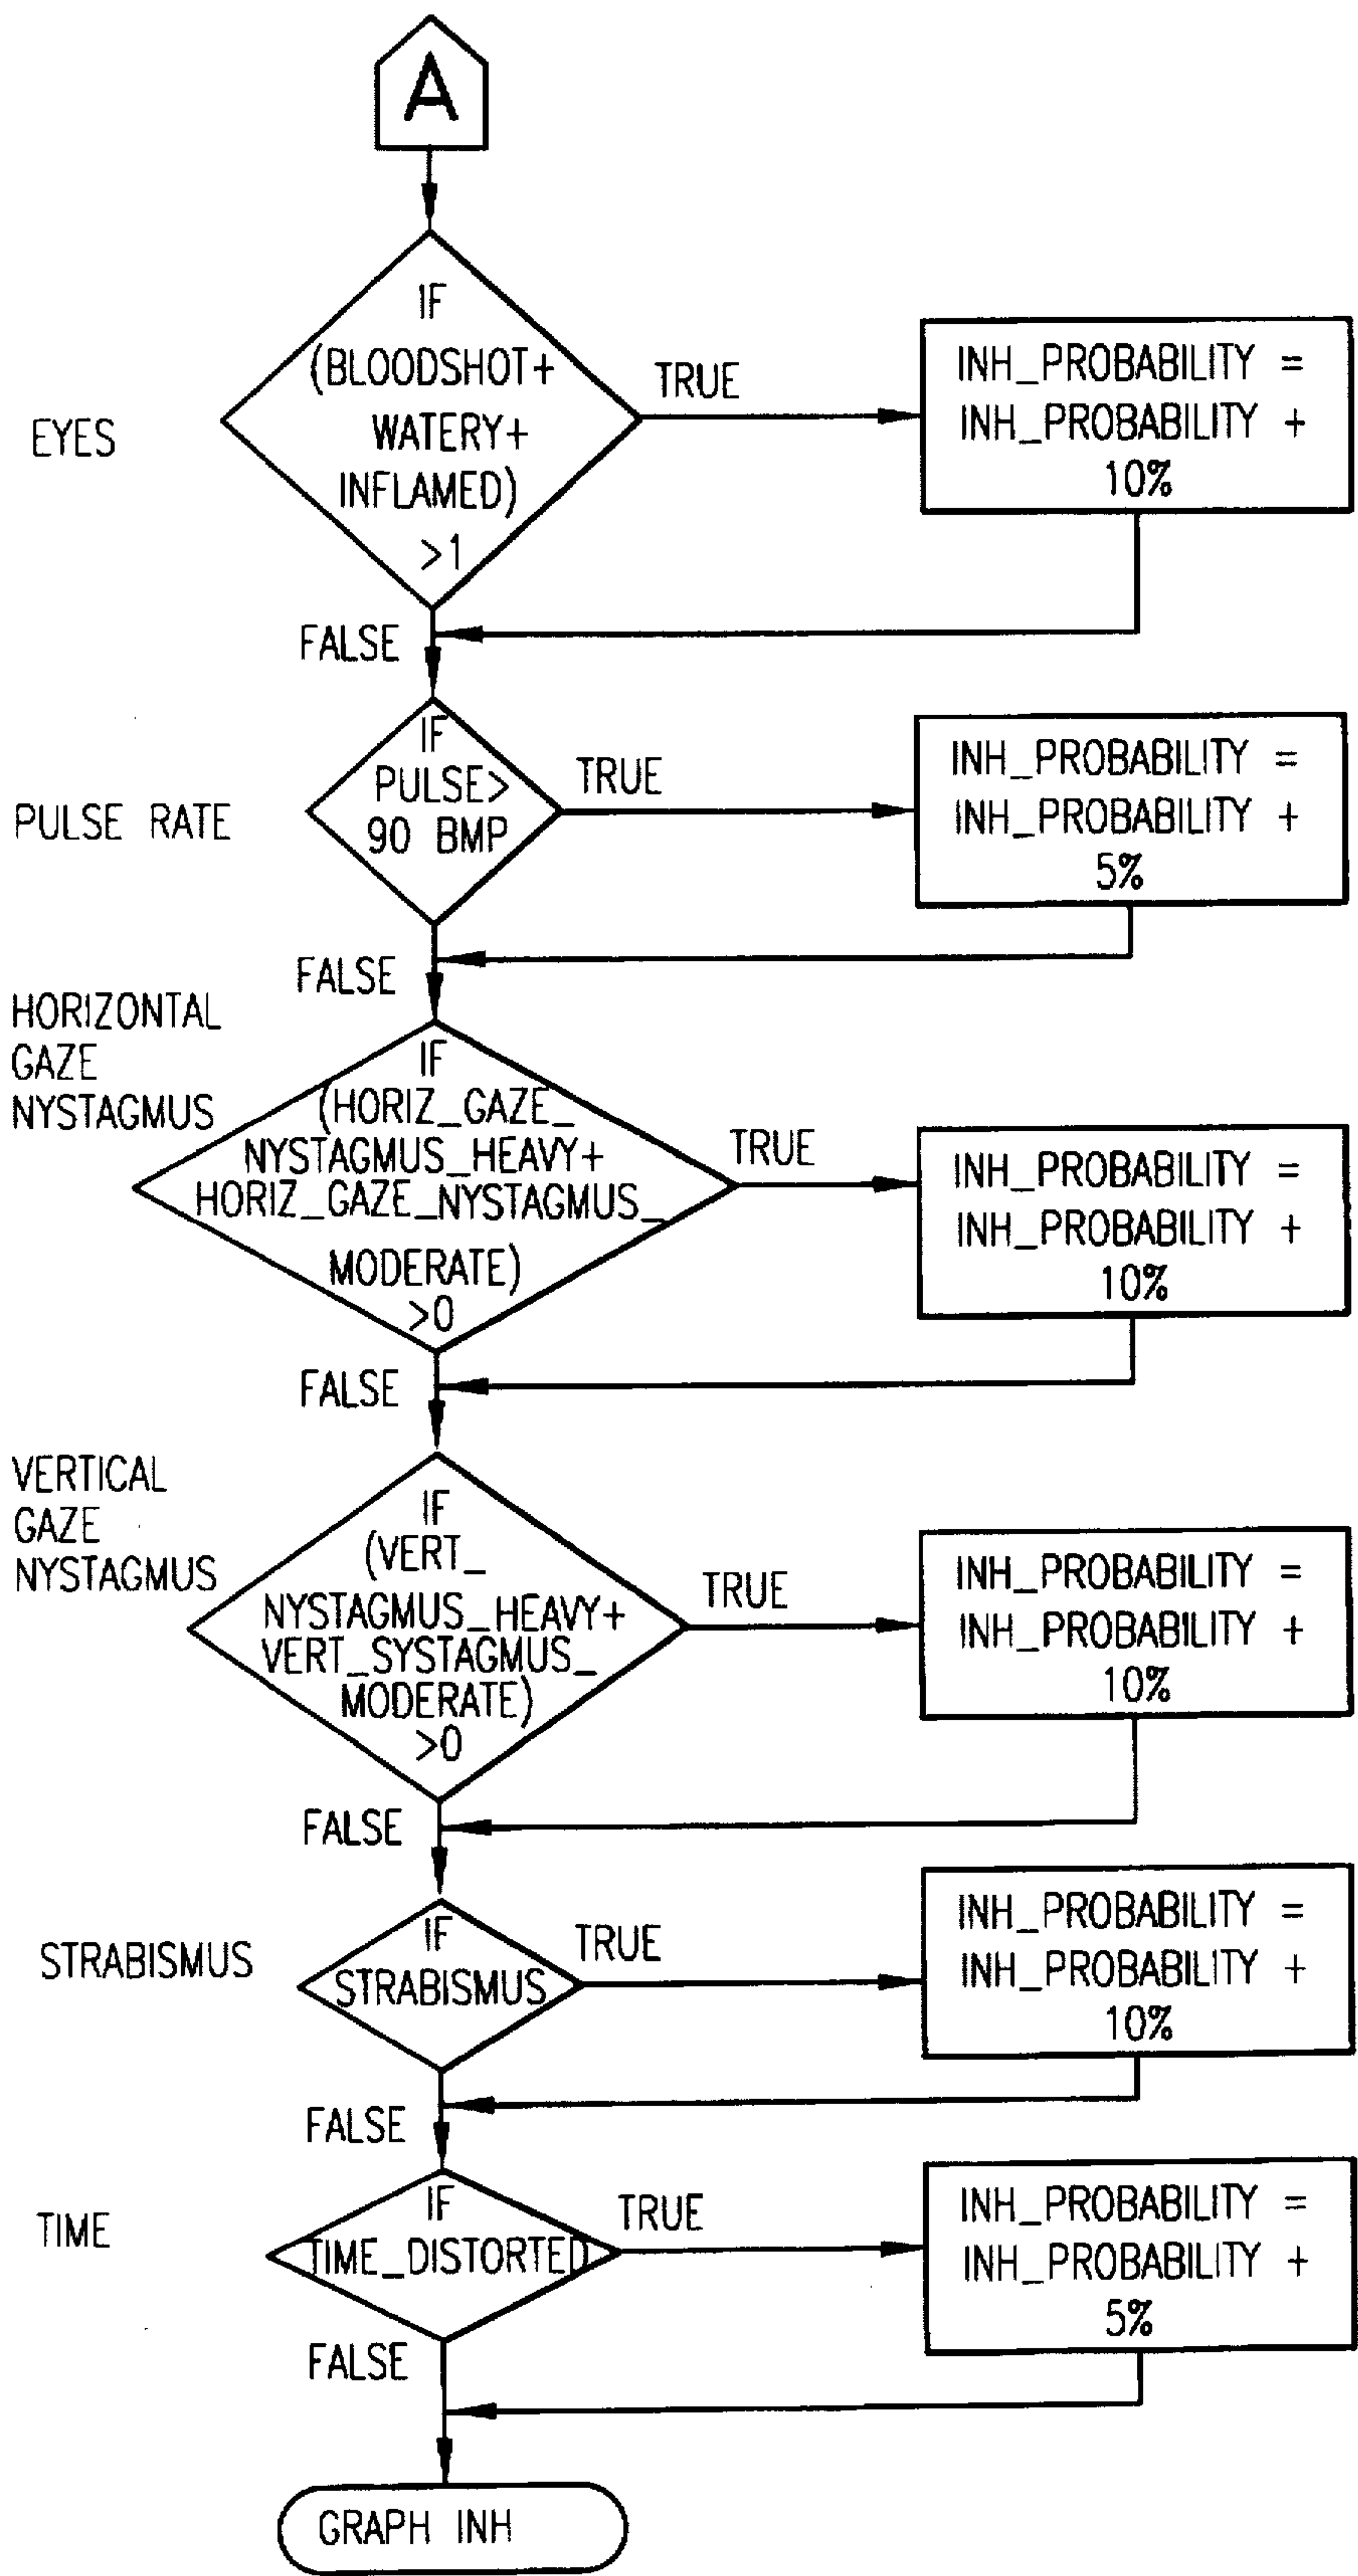 A
IF
(BLOODSHOT+
WATERY+
INFLAMED)
>1
EYES
TRUE
INH_PROBABILITY =
INH_PROBABILITY +
10%
FALSE
IF
PULSE>
90 BMP
PULSE RATE
TRUE
INH_PROBABILITY =
INH_PROBABILITY +
5%
FALSE
HORIZONTAL
GAZE
NYSTAGMUS
IF
(HORIZ_GAZE_
NYSTAGMUS_HEAVY+
HORIZ_GAZE_NYSTAGMUS_
MODERATE)
>0
TRUE
INH_PROBABILITY =
INH_PROBABILITY +
10%
FALSE
VERTICAL
GAZE
NYSTAGMUS
IF
(VERT_
NYSTAGMUS_HEAVY+
VERT_SYSTAGMUS_
MODERATE)
>0
TRUE
INH_PROBABILITY =
INH_PROBABILITY +
10%
FALSE
STRABISMUS
IF
STRABISMUS
TRUE
INH_PROBABILITY =
INH_PROBABILITY +
10%
FALSE
TIME
IF
TIME_DISTORTED
TRUE
INH_PROBABILITY =
INH_PROBABILITY +
5%
FALSE
GRAPH INH